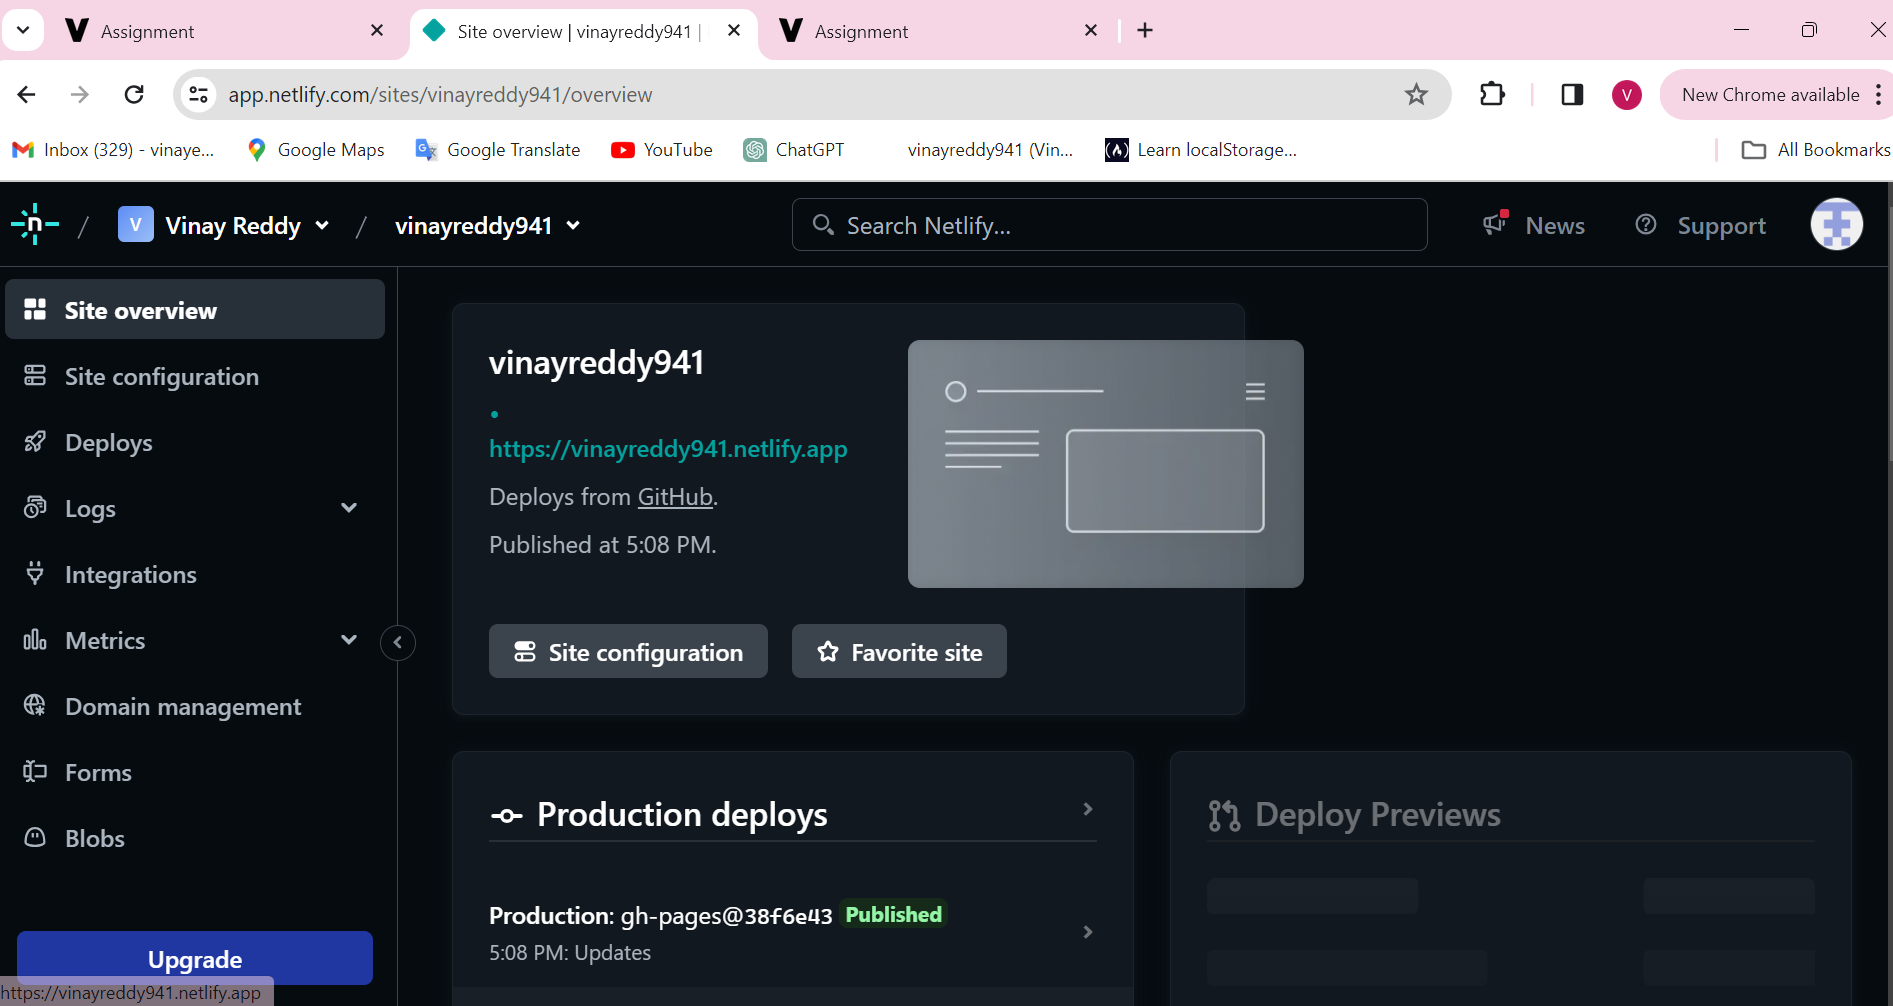 Assignment
Site overview | vinayreddy941 |
Assignment
app.netlify.com/sites/vinayreddy941/overview
V
New Chrome available
Inbox (329) - vinaye...
Google Maps
Google Translate
YouTube
ChatGPT
vinayreddy941 (Vin...
Learn localStorage...
All Bookmarks
n
V
Vinay Reddy
vinayreddy941
Search Netlify...
News
Support
Site overview
Site configuration
Deploys
Logs
Integrations
Metrics
Domain management
Forms
Blobs
Upgrade
https://vinayreddy941.netlify.app
vinayreddy941
https://vinayreddy941.netlify.app
Deploys from GitHub.
Published at 5:08 PM.
Site configuration
Favorite site
Production deploys
Production: gh-pages@38f6e43 Published
5:08 PM: Updates
Deploy Previews